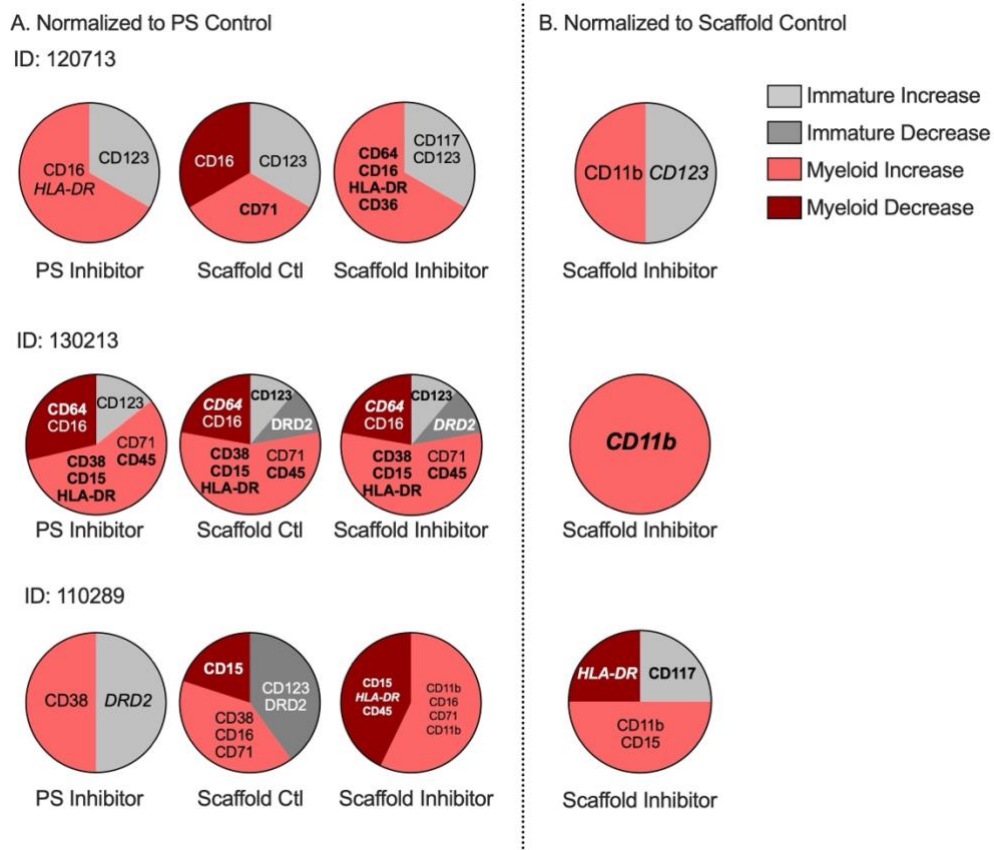 A. Normalized to PS Control
ID: 120713
CD16
HLA-DR
CD123
PS Inhibitor
CD16
CD123
CD71
Scaffold Ctl
CD64
CD16
HLA-DR
CD36
CD117
CD123
Scaffold Inhibitor
B. Normalized to Scaffold Control
CD11b
CD123
Scaffold Inhibitor
Immature Increase
Immature Decrease
Myeloid Increase
Myeloid Decrease
ID: 130213
CD64
CD16
CD123
CD71
CD45
CD38
CD15
HLA-DR
PS Inhibitor
CD64
CD16
CD123
DRD2
CD38
CD15
HLA-DR
CD71
CD45
Scaffold Ctl
CD64
CD16
CD123
DRD2
CD38
CD15
HLA-DR
CD71
CD45
Scaffold Inhibitor
CD11b
Scaffold Inhibitor
ID: 110289
CD38
DRD2
PS Inhibitor
CD15
CD123
DRD2
CD38
CD16
CD71
Scaffold Ctl
CD15
HLA-DR
CD45
CD11b
CD16
CD71
CD11b
Scaffold Inhibitor
HLA-DR
CD117
CD11b
CD15
Scaffold Inhibitor